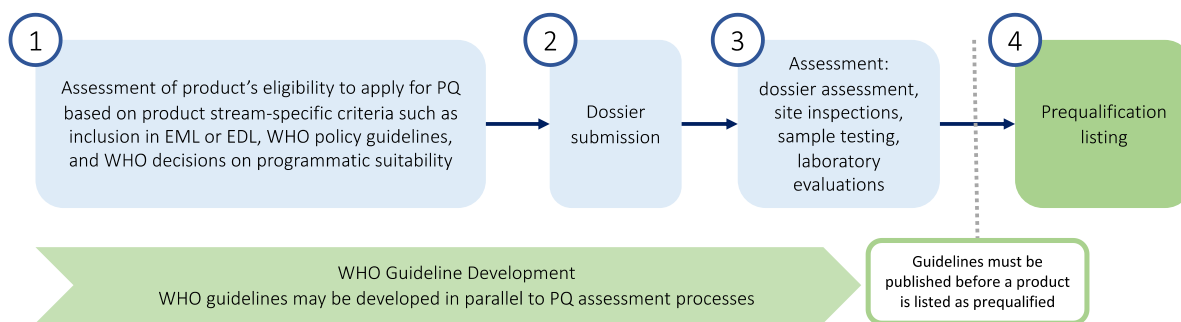 1
Assessment of product's eligibility to apply for PQ
based on product stream-specific criteria such as
inclusion in EML or EDL, WHO policy guidelines,
and WHO decisions on programmatic suitability
2
Dossier
submission
3
Assessment:
dossier assessment,
site inspections,
sample testing,
laboratory
evaluations
4
Prequalification
listing
WHO Guideline Development
WHO guidelines may be developed in parallel to PQ assessment processes
Guidelines must be
published before a product
is listed as prequalified